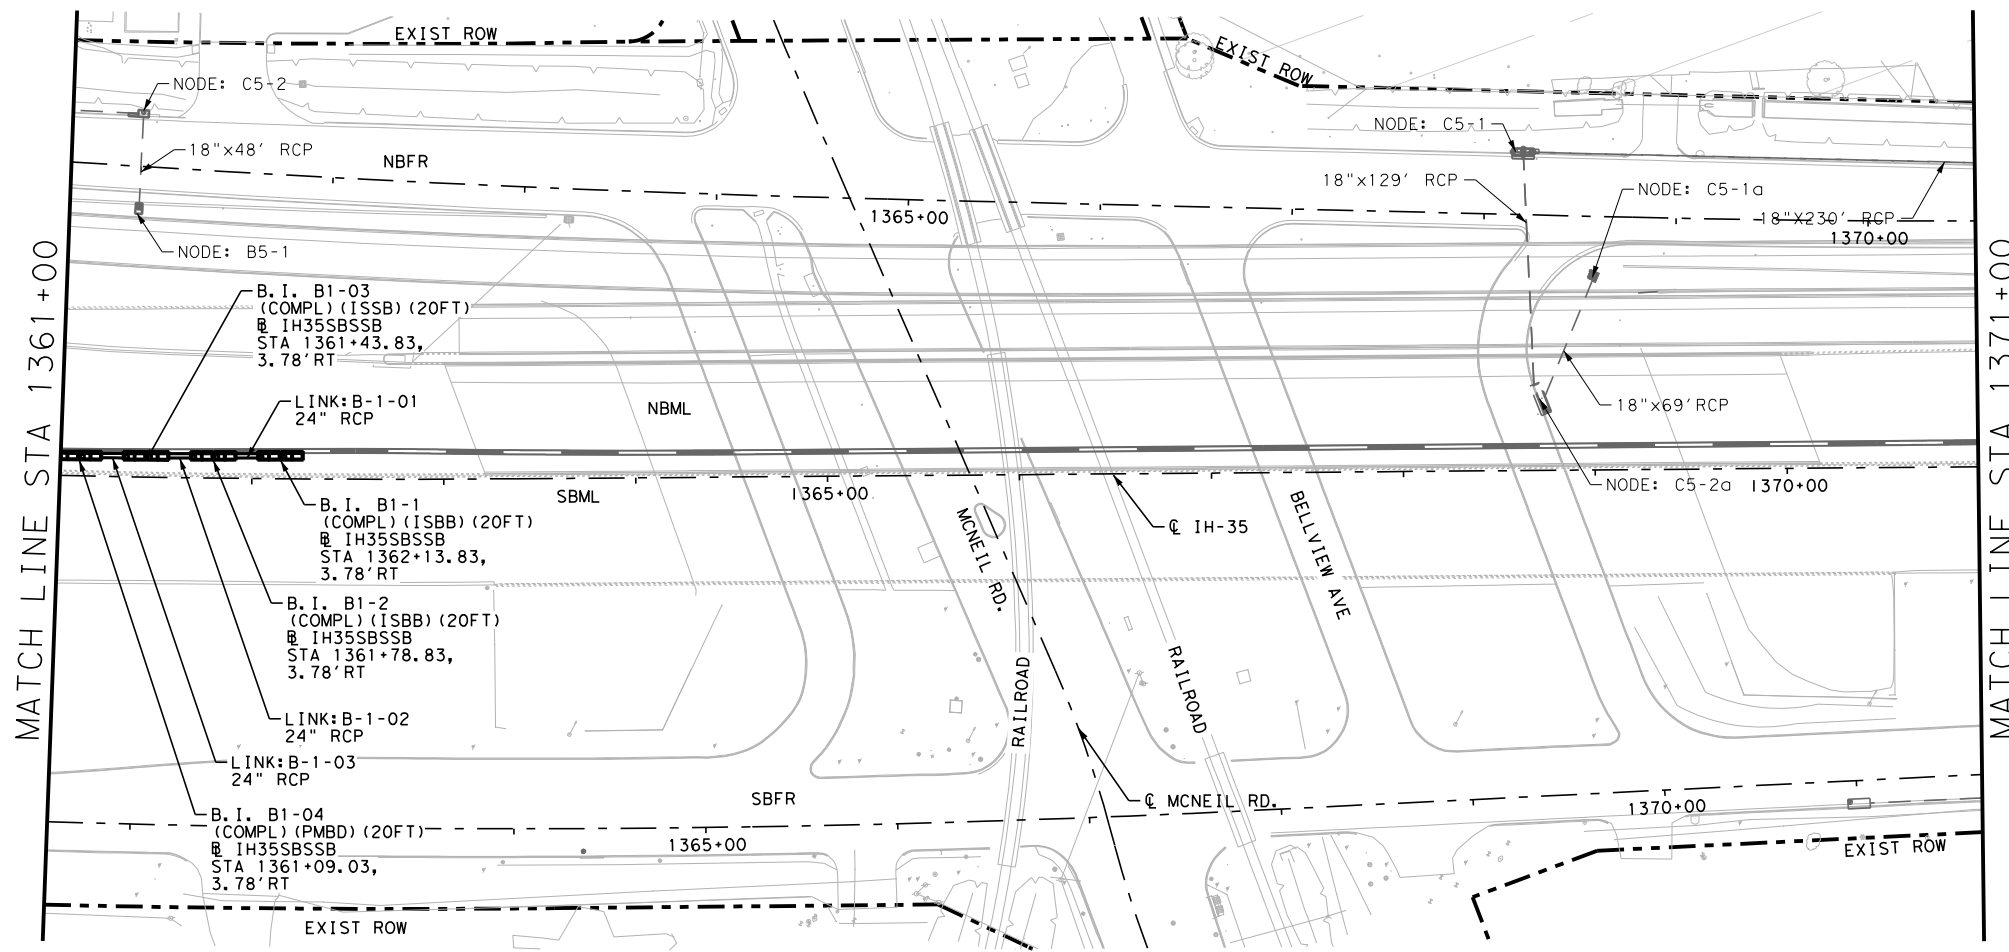 EXIST ROW
EXIST ROW
NODE: C5-2
NODE: C5-1
18"x48' RCP
NBFR
18"x129' RCP
NODE: C5-1a
1365+00
18"X230' RCP
1370+00
NODE: B5-1
MATCH LINE STA 1361+00
MATCH LINE STA 1371+00
B.I. B1-03
(COMPL)(ISSB)(20FT)
℄ IH35SBSSB
STA 1361+43.83,
3.78'RT
LINK:B-1-01
24" RCP
NBML
18"x69'RCP
SBML
1365+00
NODE: C5-2a
1370+00
B.I. B1-1
(COMPL)(ISBB)(20FT)
℄ IH35SBSSB
STA 1362+13.83,
3.78'RT
MCNEIL RD.
℄ IH-35
BELLVIEW AVE
B.I. B1-2
(COMPL)(ISBB)(20FT)
℄ IH35SBSSB
STA 1361+78.83,
3.78'RT
RAILROAD
RAILROAD
LINK:B-1-02
24" RCP
LINK:B-1-03
24" RCP
SBFR
℄ MCNEIL RD.
1370+00
B.I. B1-04
(COMPL)(PMBD)(20FT)
℄ IH35SBSSB
STA 1361+09.03,
3.78'RT
1365+00
EXIST ROW
EXIST ROW